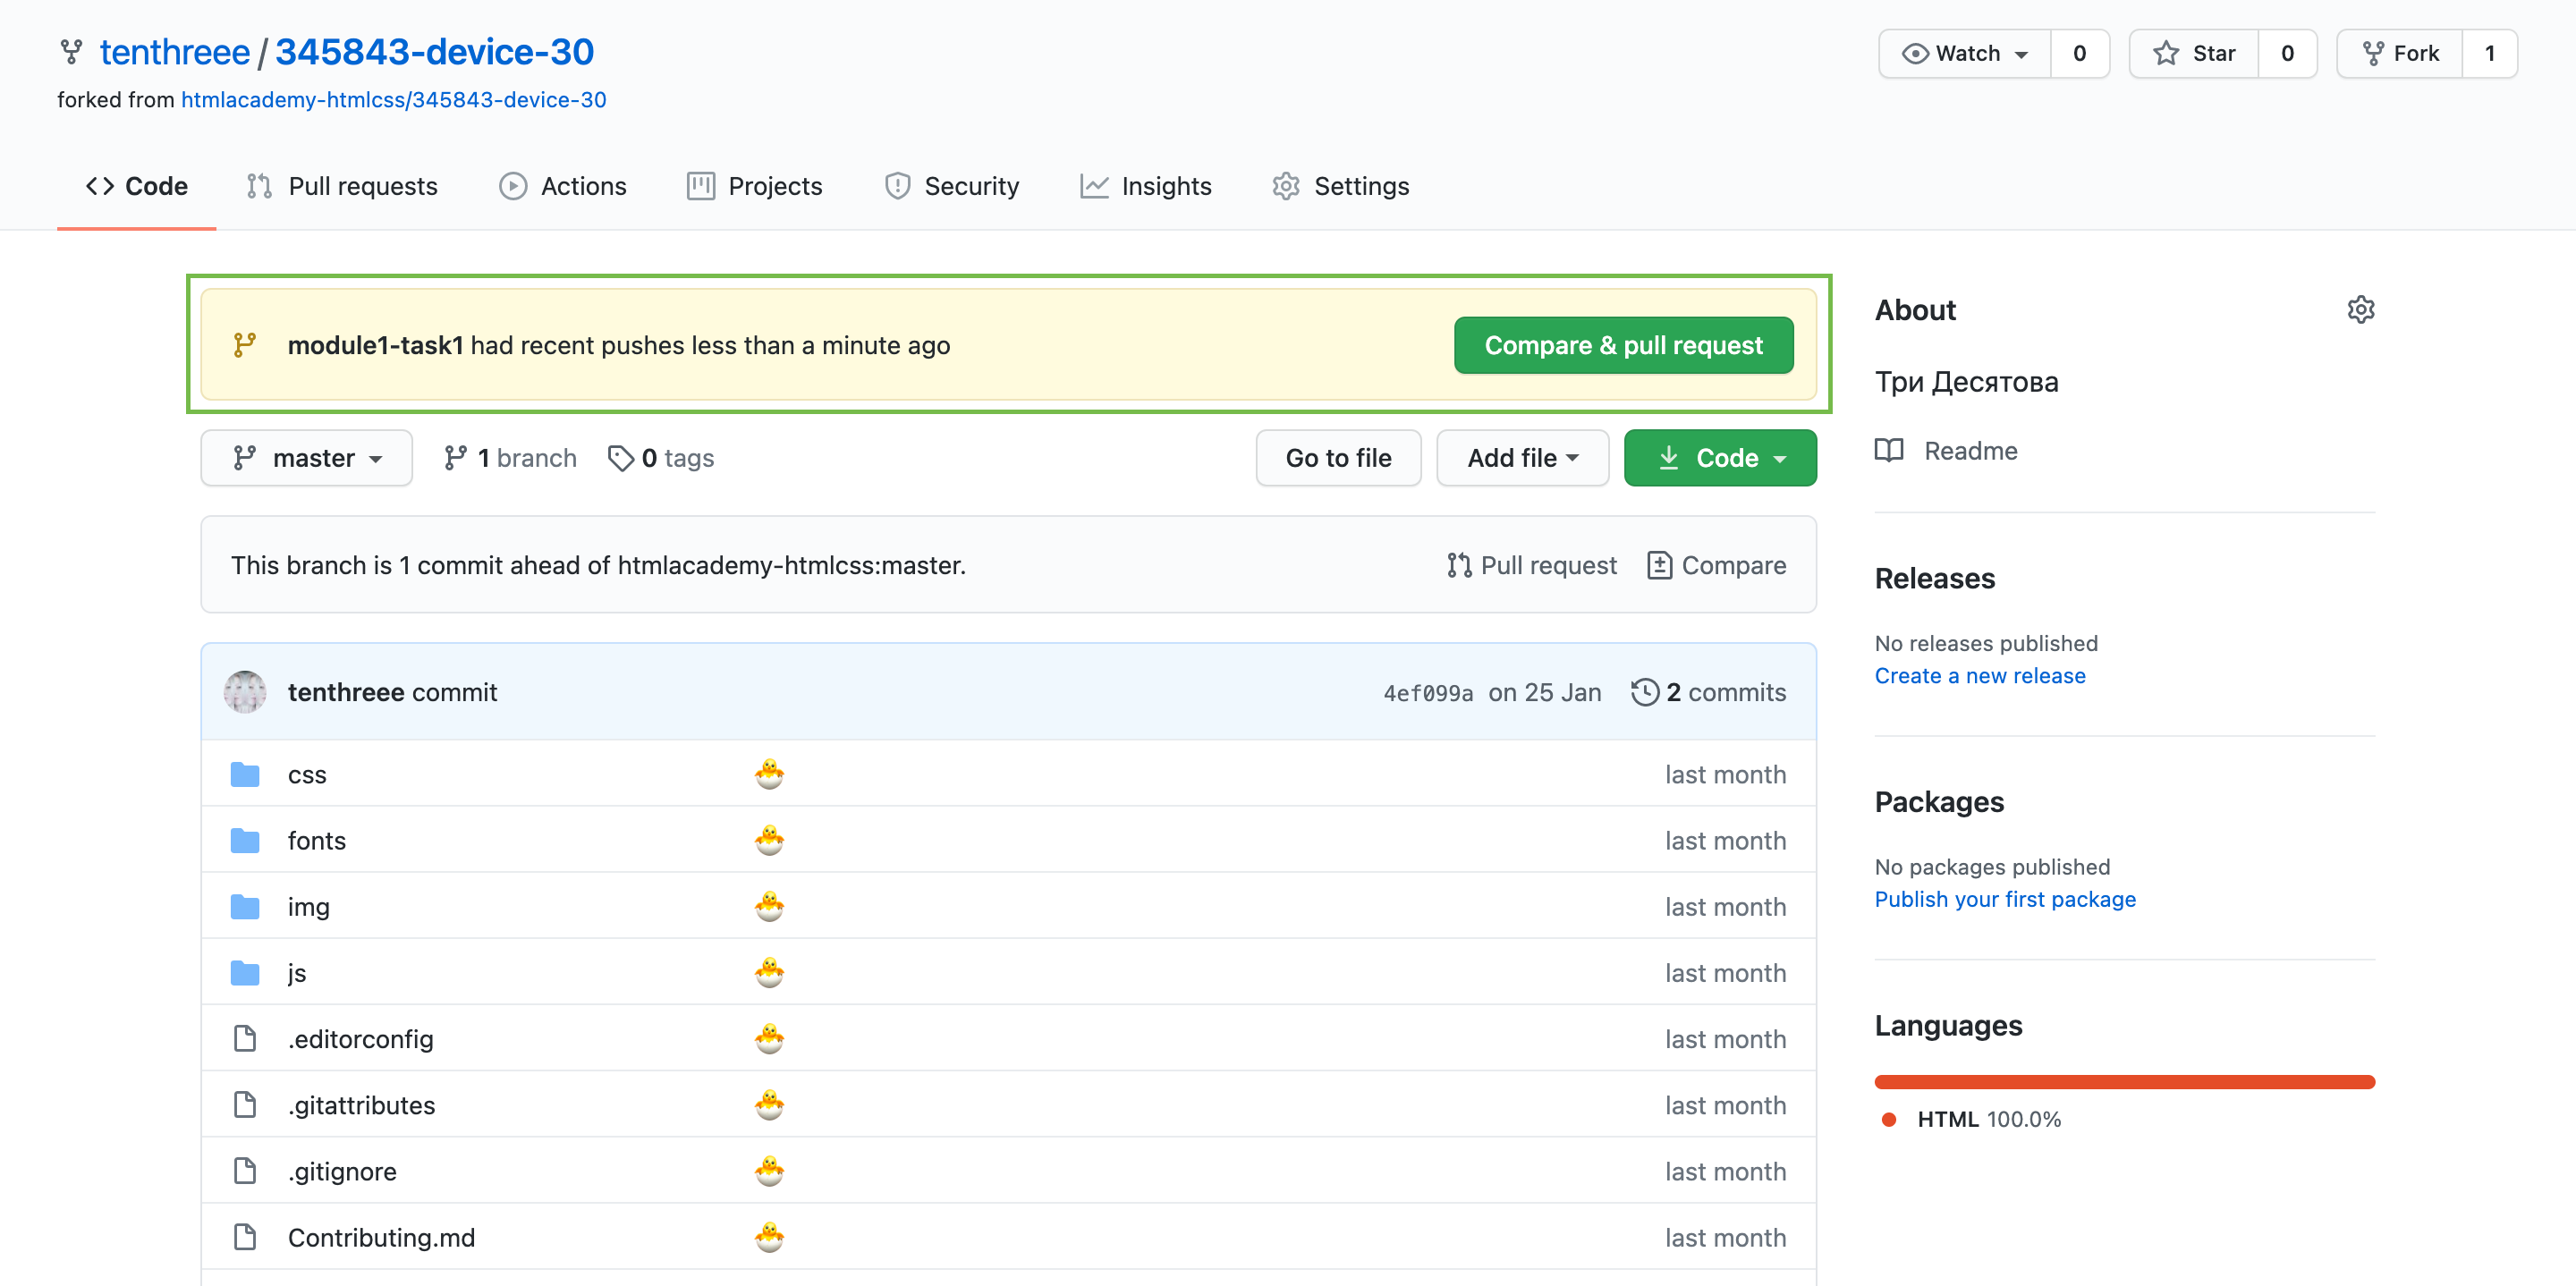 tenthreee / 345843-device-30
Watch 0 Star 0 Fork 1
forked from htmlacademy-htmlcss/345843-device-30
Code Pull requests Actions Projects Security Insights Settings
module1-task1 had recent pushes less than a minute ago Compare & pull request
master 1 branch 0 tags Go to file Add file Code
This branch is 1 commit ahead of htmlacademy-htmlcss:master. Pull request Compare
tenthreee commit 4ef099a on 25 Jan 2 commits
css last month
fonts last month
img last month
js last month
.editorconfig last month
.gitattributes last month
.gitignore last month
Contributing.md last month
About
Три Десятова
Readme
Releases
No releases published
Create a new release
Packages
No packages published
Publish your first package
Languages
HTML 100.0%